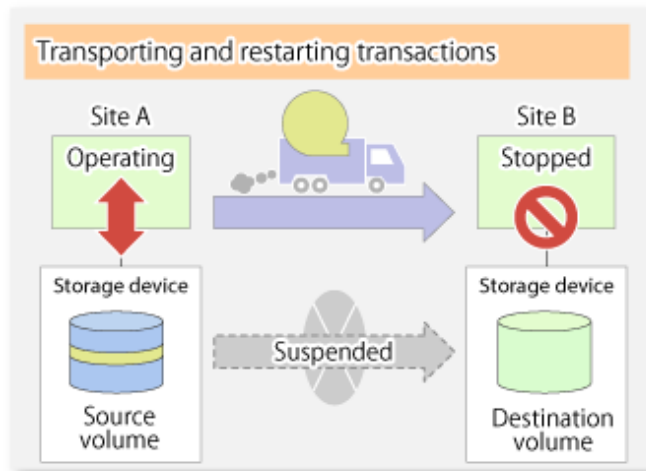 Transporting and restarting transactions
Site A
Site B
Operating
Stopped
Storage device
Storage device
Suspended
Source
volume
Destination
volume